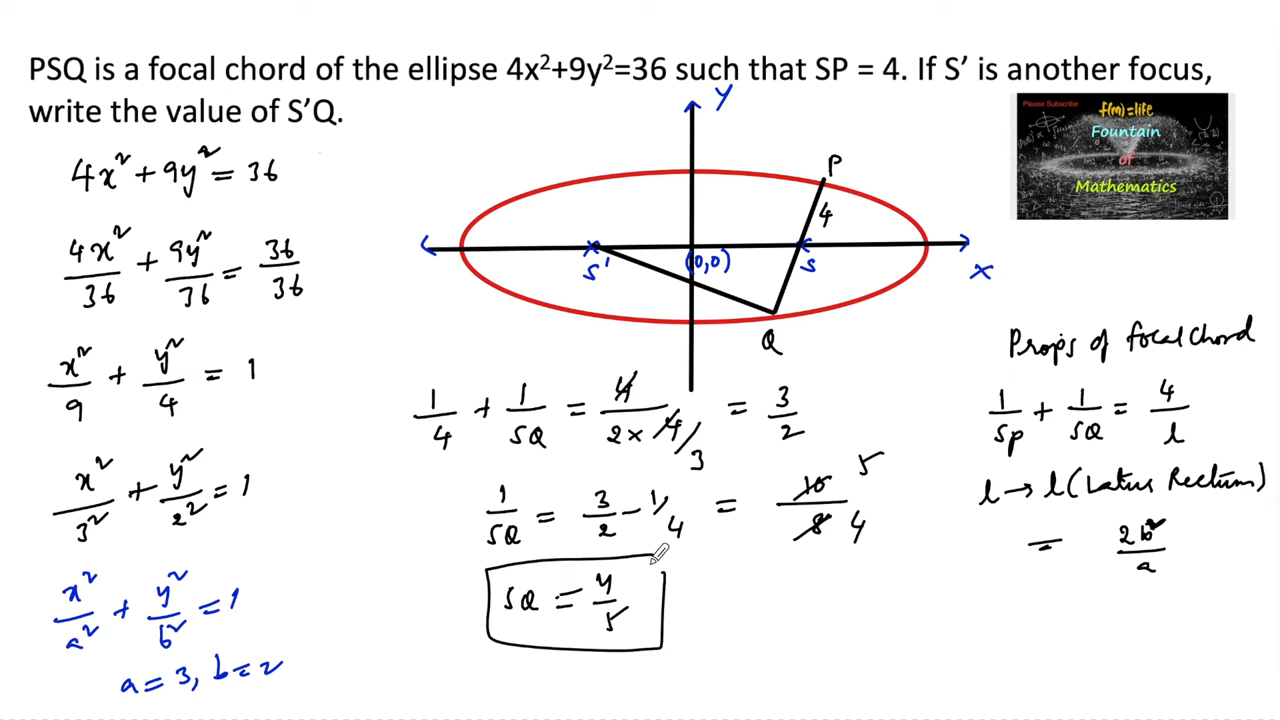 PSQ is a focal chord of the ellipse 4x²+9y²=36 such that SP = 4. If S’ is another focus,
write the value of S’Q.
Please Subscribe
f(m)=life
Fountain
of
Mathematics
4x² + 9y² = 36
4x²/36 + 9y²/36 = 36/36
x²/9 + y²/4 = 1
x²/3² + y²/2² = 1
x²/a² + y²/b² = 1
a = 3, b = 2
Y
P
4
S'
(0,0)
S
X
Q
1/4 + 1/SQ = 4/(2×4/3) = 3/2
1/SQ = 3/2 - 1/4 = 10/8 5/4
SQ = 4/5
Props of focal Chord
1/SP + 1/SQ = 4/l
l → l (Latus Rectum)
= 2b²/a